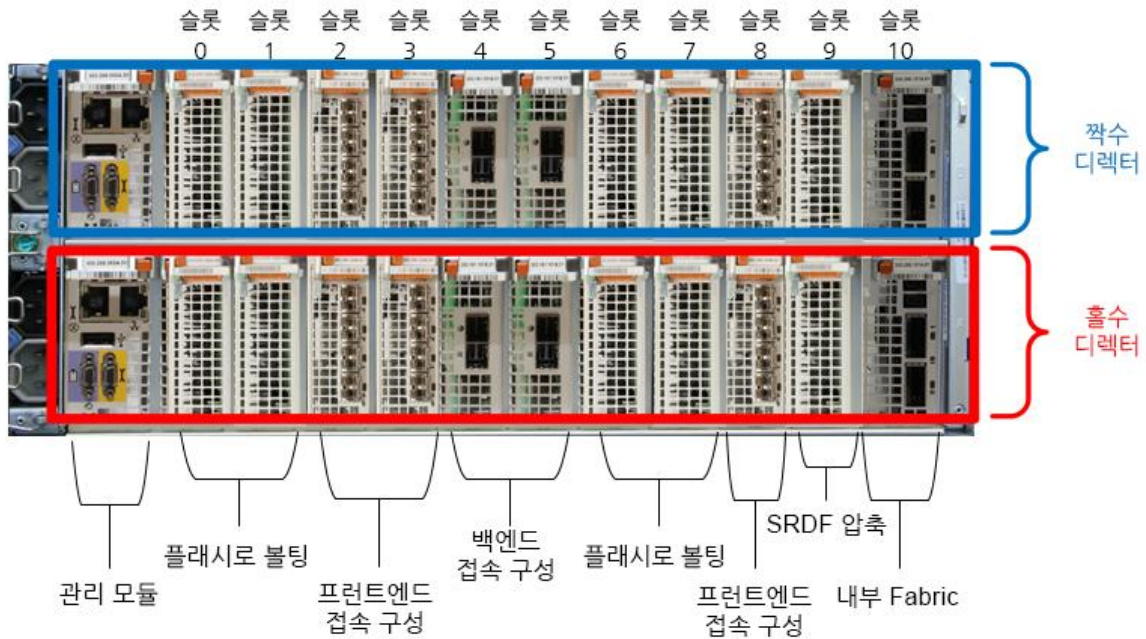 슬롯 슬롯 슬롯 슬롯 슬롯 슬롯 슬롯 슬롯 슬롯 슬롯 슬롯
0 1 2 3 4 5 6 7 8 9 10
짝수
디렉터
홀수
디렉터
관리 모듈
플래시로 볼팅
프런트엔드
접속 구성
백엔드
접속 구성
플래시로 볼팅
프런트엔드
접속 구성
SRDF 압축
내부 Fabric